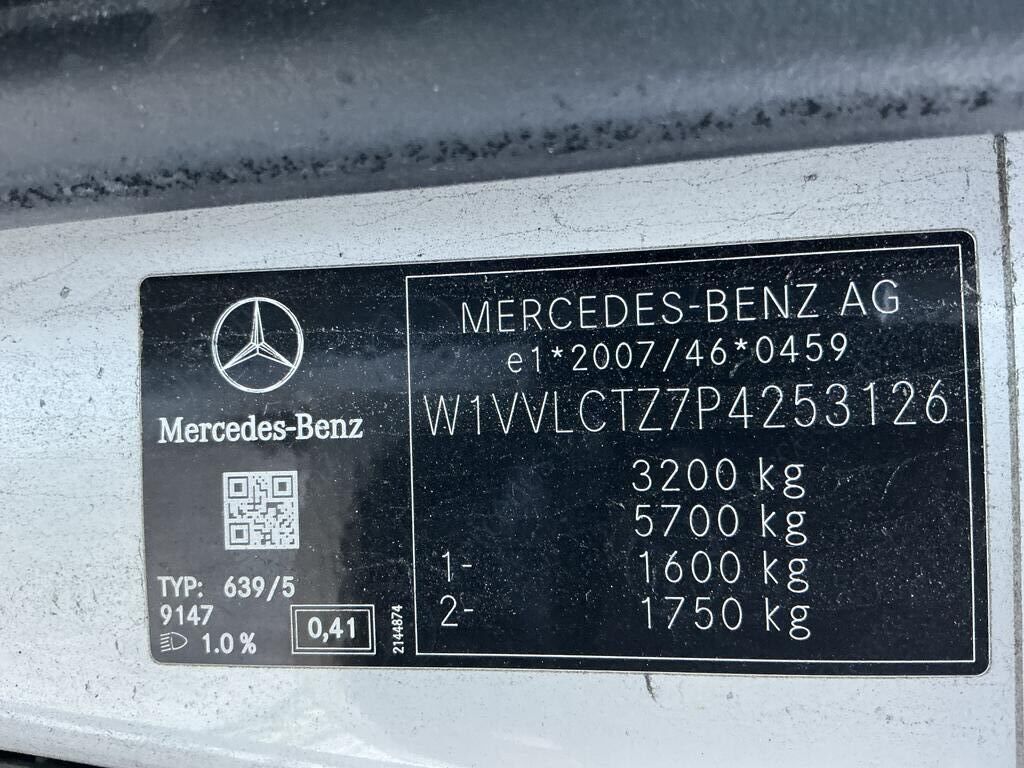 Mercedes-Benz
TYP: 639/5
9147
1.0 %
0,41
2144874
MERCEDES-BENZ AG
e1*2007/46*0459
W1VVLCTZ7P4253126
3200 kg
5700 kg
1- 1600 kg
2- 1750 kg